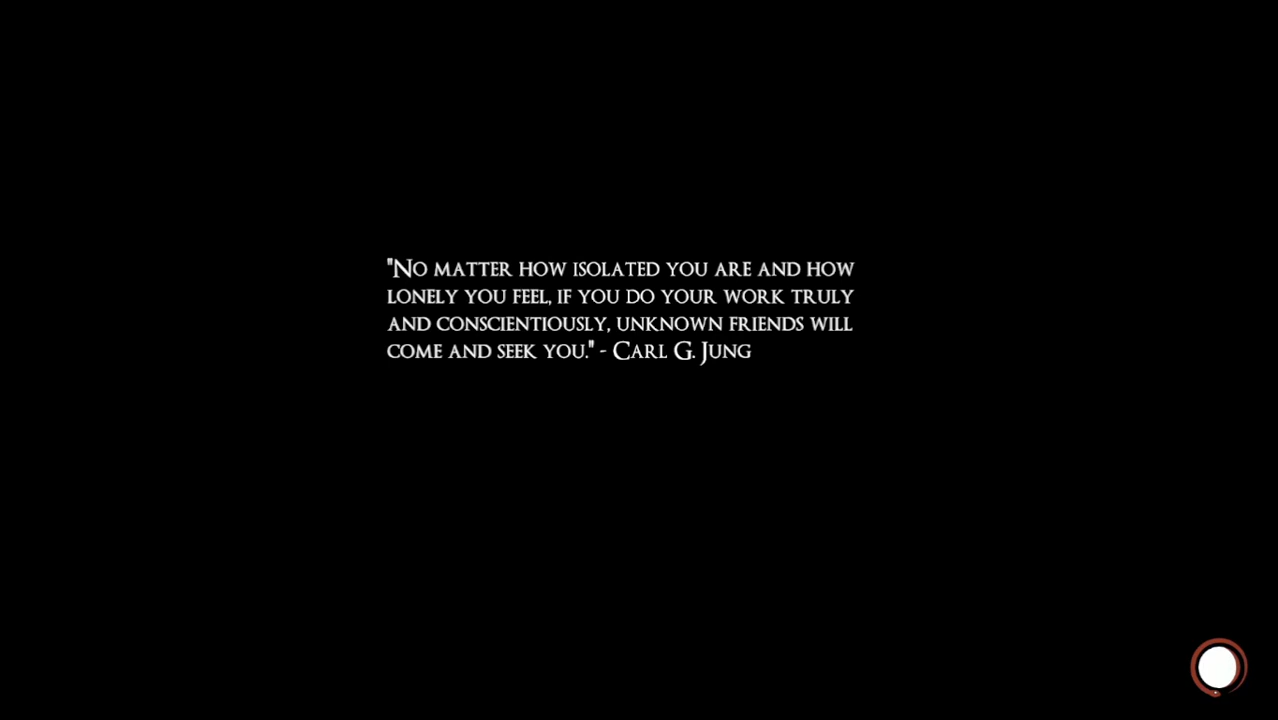 "No matter how isolated you are and how
lonely you feel, if you do your work truly
and conscientiously, unknown friends will
come and seek you." - Carl G. Jung